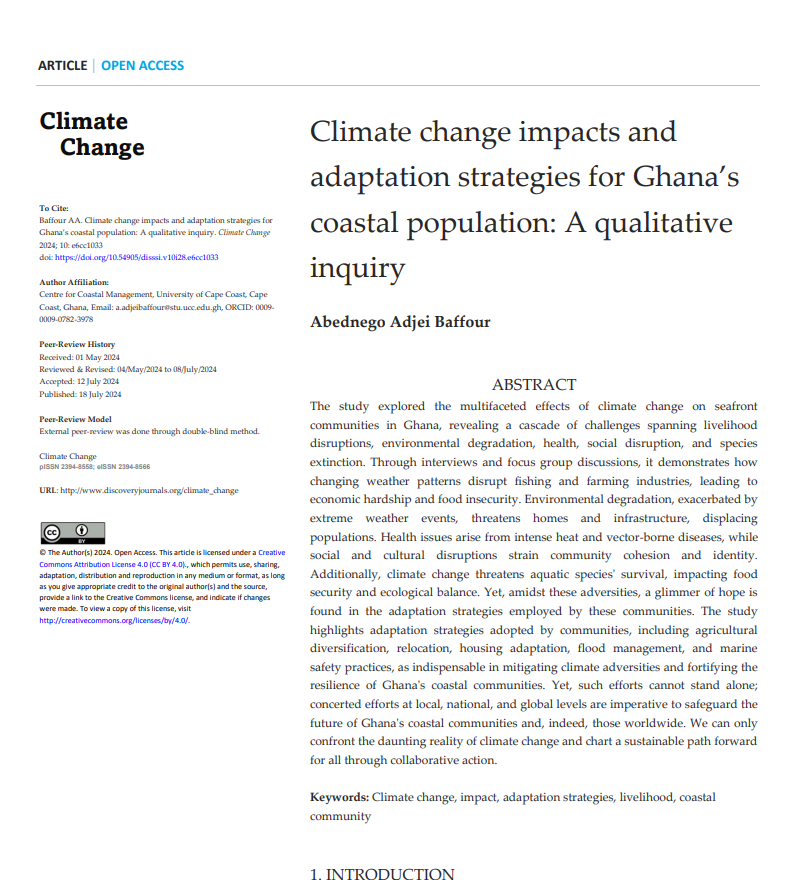 ARTICLE | OPEN ACCESS
Climate
Change
To Cite:
Baffour AA. Climate change impacts and adaptation strategies for
Ghana's coastal population: A qualitative inquiry. Climate Change
2024; 10: e6cc1033
doi: https://doi.org/10.54905/disssi.v10i28.e6cc1033
Author Affiliation:
Centre for Coastal Management, University of Cape Coast, Cape
Coast, Ghana, Email: a.adjeibaffour@stu.ucc.edu.gh, ORCID: 0009-
0009-0782-3978
Peer-Review History
Received: 01 May 2024
Reviewed & Revised: 04/May/2024 to 08/July/2024
Accepted: 12 July 2024
Published: 18 July 2024
Peer-Review Model
External peer-review was done through double-blind method.
Climate Change
pISSN 2394-8558; eISSN 2394-8566
URL: http://www.discoveryjournals.org/climate_change
cc BY
© The Author(s) 2024. Open Access. This article is licensed under a Creative
Commons Attribution License 4.0 (CC BY 4.0)., which permits use, sharing,
adaptation, distribution and reproduction in any medium or format, as long
as you give appropriate credit to the original author(s) and the source,
provide a link to the Creative Commons license, and indicate if changes
were made. To view a copy of this license, visit
http://creativecommons.org/licenses/by/4.0/.
Climate change impacts and
adaptation strategies for Ghana's
coastal population: A qualitative
inquiry
Abednego Adjei Baffour
ABSTRACT
The study explored the multifaceted effects of climate change on seafront
communities in Ghana, revealing a cascade of challenges spanning livelihood
disruptions, environmental degradation, health, social disruption, and species
extinction. Through interviews and focus group discussions, it demonstrates how
changing weather patterns disrupt fishing and farming industries, leading to
economic hardship and food insecurity. Environmental degradation, exacerbated by
extreme weather events, threatens homes and infrastructure, displacing
populations. Health issues arise from intense heat and vector-borne diseases, while
social and cultural disruptions strain community cohesion and identity.
Additionally, climate change threatens aquatic species' survival, impacting food
security and ecological balance. Yet, amidst these adversities, a glimmer of hope is
found in the adaptation strategies employed by these communities. The study
highlights adaptation strategies adopted by communities, including agricultural
diversification, relocation, housing adaptation, flood management, and marine
safety practices, as indispensable in mitigating climate adversities and fortifying the
resilience of Ghana's coastal communities. Yet, such efforts cannot stand alone;
concerted efforts at local, national, and global levels are imperative to safeguard the
future of Ghana's coastal communities and, indeed, those worldwide. We can only
confront the daunting reality of climate change and chart a sustainable path forward
for all through collaborative action.
Keywords: Climate change, impact, adaptation strategies, livelihood, coastal
community
1. INTRODUCTION